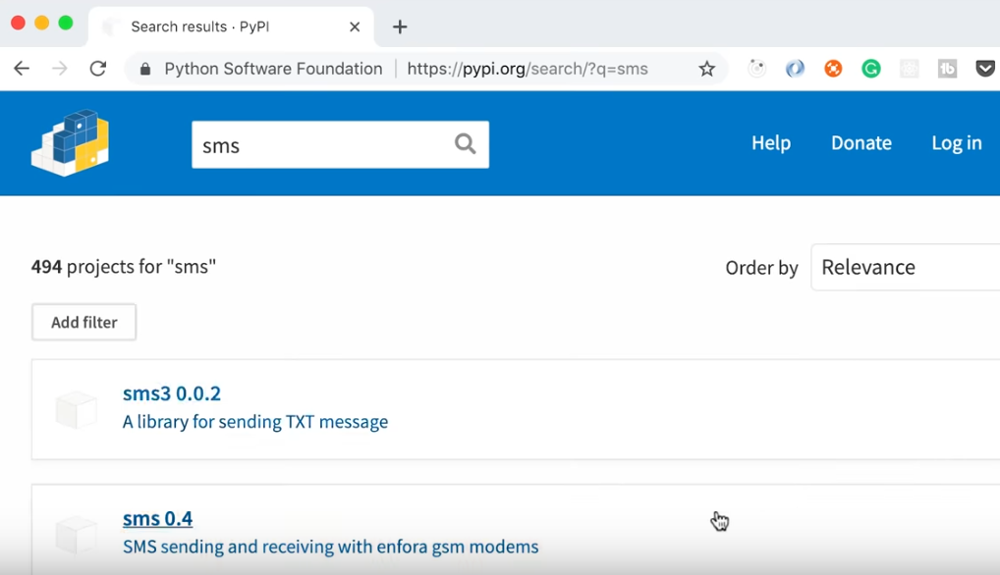 Search results · PyPI
Python Software Foundation
https://pypi.org/search/?q=sms
sms
Help
Donate
Log in
494 projects for "sms"
Order by
Relevance
Add filter
sms3 0.0.2
A library for sending TXT message
sms 0.4
SMS sending and receiving with enfora gsm modems